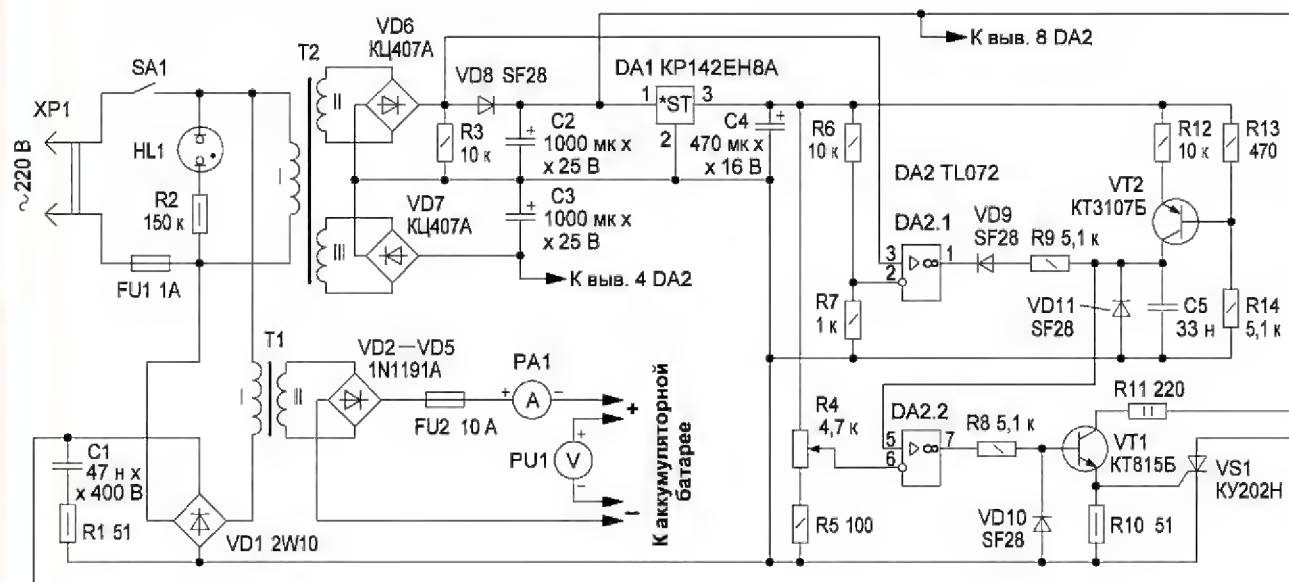 К выв. 8 DA2
VD6
КЦ407А
T2
SA1
VD8 SF28
DA1 КР142ЕН8А
XP1
1
*ST
3
2
II
I
HL1
R3
10 к
C2
1000 мк х
х 25 В
C4
470 мк х
х 16 В
R6
10 к
R12
10 к
R13
470
~220 В
R2
150 к
VD7
КЦ407А
C3
1000 мк х
х 25 В
DA2 TL072
VT2
КТ3107Б
DA2.1
VD9
SF28
R9 5,1 к
III
3
2
▷ ∞
1
FU1 1A
К выв. 4 DA2
R7
1 к
VD11
SF28
C5
33 н
R14
5,1 к
T1
VD2—VD5
1N1191A
PA1
I
II
+
A
−
FU2 10 A
+
R4
4,7 к
DA2.2
R8 5,1 к
R11 220
5
6
▷ ∞
7
VT1
КТ815Б
VS1
КУ202Н
C1
47 н х
х 400 В
PU1
+
V
−
−
К аккумуляторной
батарее
R1 51
VD1 2W10
R5 100
VD10
SF28
R10 51